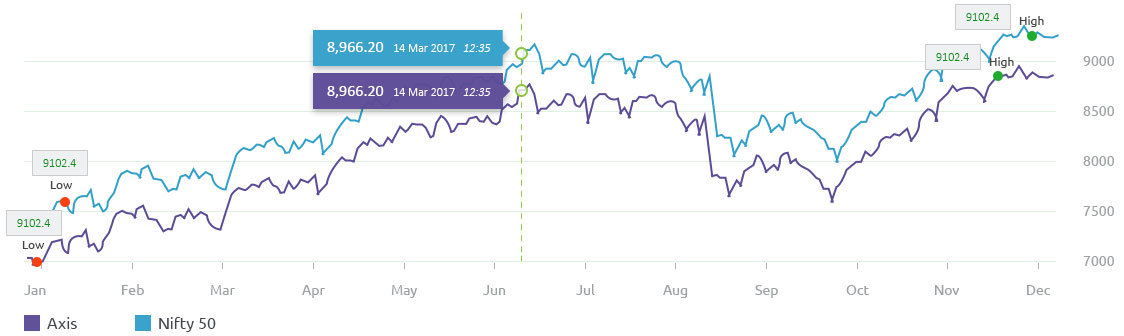 9102.4
High
8,966.20 14 Mar 2017 12:35
9102.4
High
9000
8,966.20 14 Mar 2017 12:35
8500
9102.4
Low
8000
9102.4
Low
7500
7000
Jan Feb Mar Apr May Jun Jul Aug Sep Oct Nov Dec
Axis Nifty 50